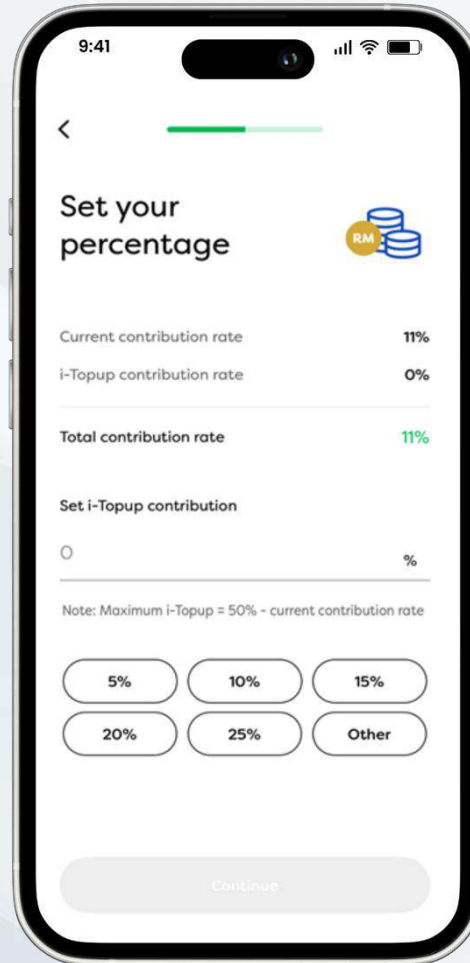 9:41
Set your
percentage
RM
Current contribution rate 11%
i-Topup contribution rate 0%
Total contribution rate 11%
Set i-Topup contribution
0 %
Note: Maximum i-Topup = 50% - current contribution rate
5% 10% 15%
20% 25% Other
Continue